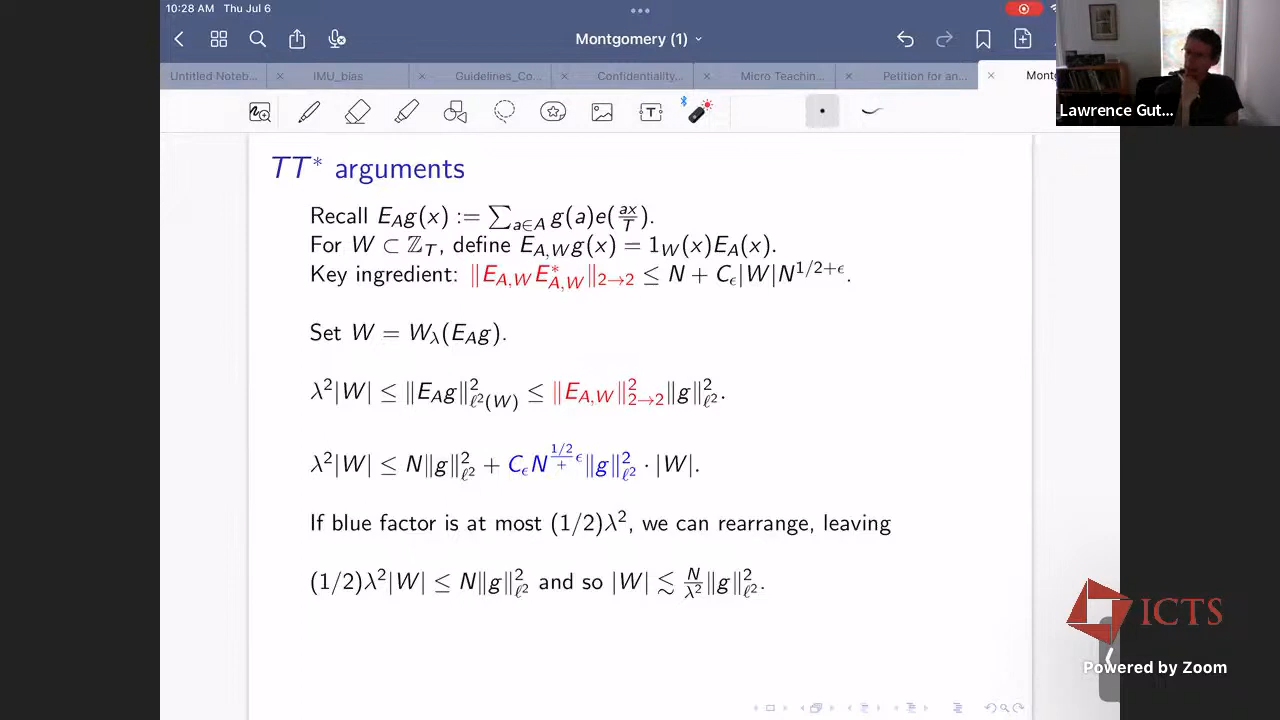 10:28 AM Thu Jul 6
Montgomery (1)
Untitled Noteb...
IMU_bias
Guidelines_Co...
Confidentiality...
Micro Teachin...
Petition for an...
Montg
Lawrence Gut...
TT* arguments
Recall E_A g(x) := ∑_{a∈A} g(a)e(ax/T).
For W ⊂ ℤ_T, define E_{A,W}g(x) = 1_W(x)E_A(x).
Key ingredient: ‖E_{A,W}E*_{A,W}‖_{2→2} ≤ N + C_ϵ|W|N^{1/2+ϵ}.
Set W = W_λ(E_A g).
λ²|W| ≤ ‖E_A g‖²_{ℓ²(W)} ≤ ‖E_{A,W}‖²_{2→2}‖g‖²_{ℓ²}.
λ²|W| ≤ N‖g‖²_{ℓ²} + C_ϵN^{\frac{1/2}{+}ϵ}‖g‖²_{ℓ²} · |W|.
If blue factor is at most (1/2)λ², we can rearrange, leaving
(1/2)λ²|W| ≤ N‖g‖²_{ℓ²} and so |W| ≲ \frac{N}{λ²}‖g‖²_{ℓ²}.
ICTS
Powered by Zoom